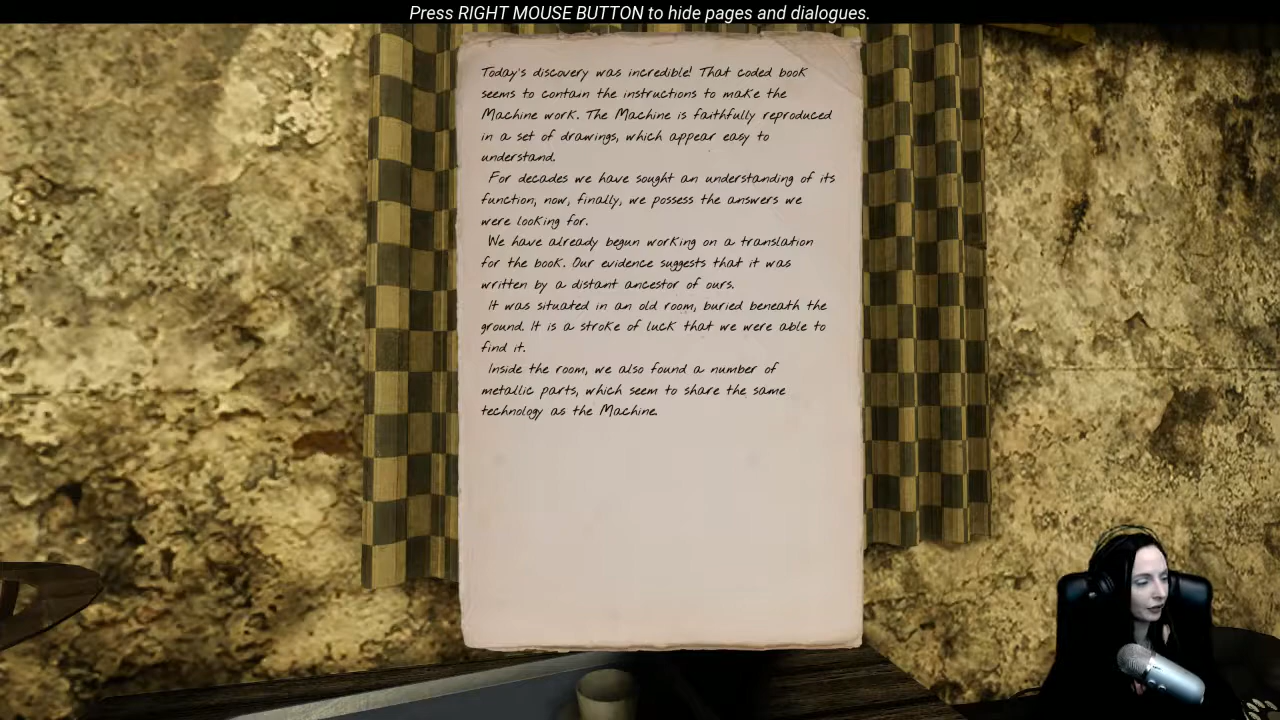 Press RIGHT MOUSE BUTTON to hide pages and dialogues.
Today's discovery was incredible! That coded book
seems to contain the instructions to make the
Machine work. The Machine is faithfully reproduced
in a set of drawings, which appear easy to
understand.
For decades we have sought an understanding of its
function, now, finally, we possess the answers we
were looking for.
We have already begun working on a translation
for the book. Our evidence suggests that it was
written by a distant ancestor of ours.
It was situated in an old room, buried beneath the
ground. It is a stroke of luck that we were able to
find it.
Inside the room, we also found a number of
metallic parts, which seem to share the same
technology as the Machine.